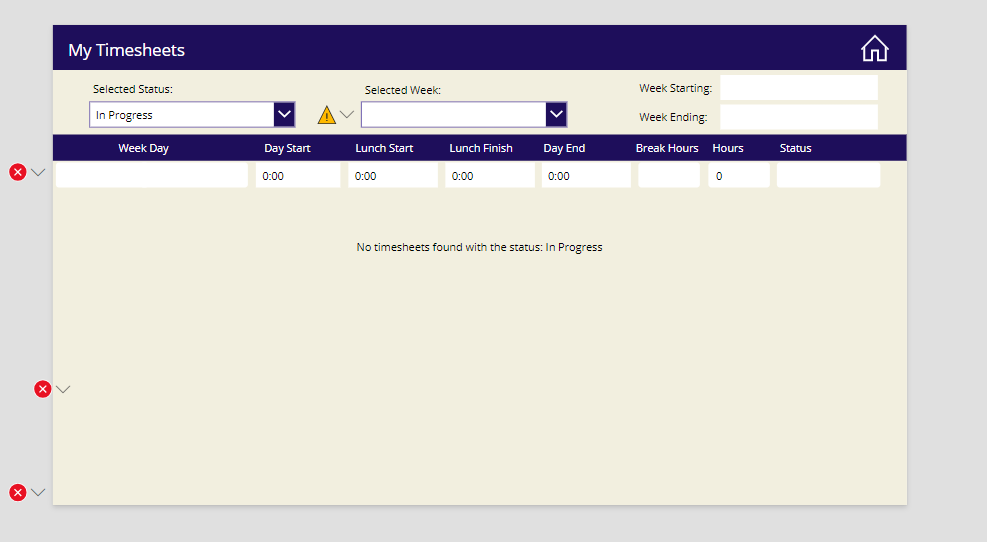 My Timesheets
Selected Status:
In Progress
Selected Week:
Week Starting:
Week Ending:
Week Day Day Start Lunch Start Lunch Finish Day End Break Hours Hours Status
0:00 0:00 0:00 0:00 0
No timesheets found with the status: In Progress